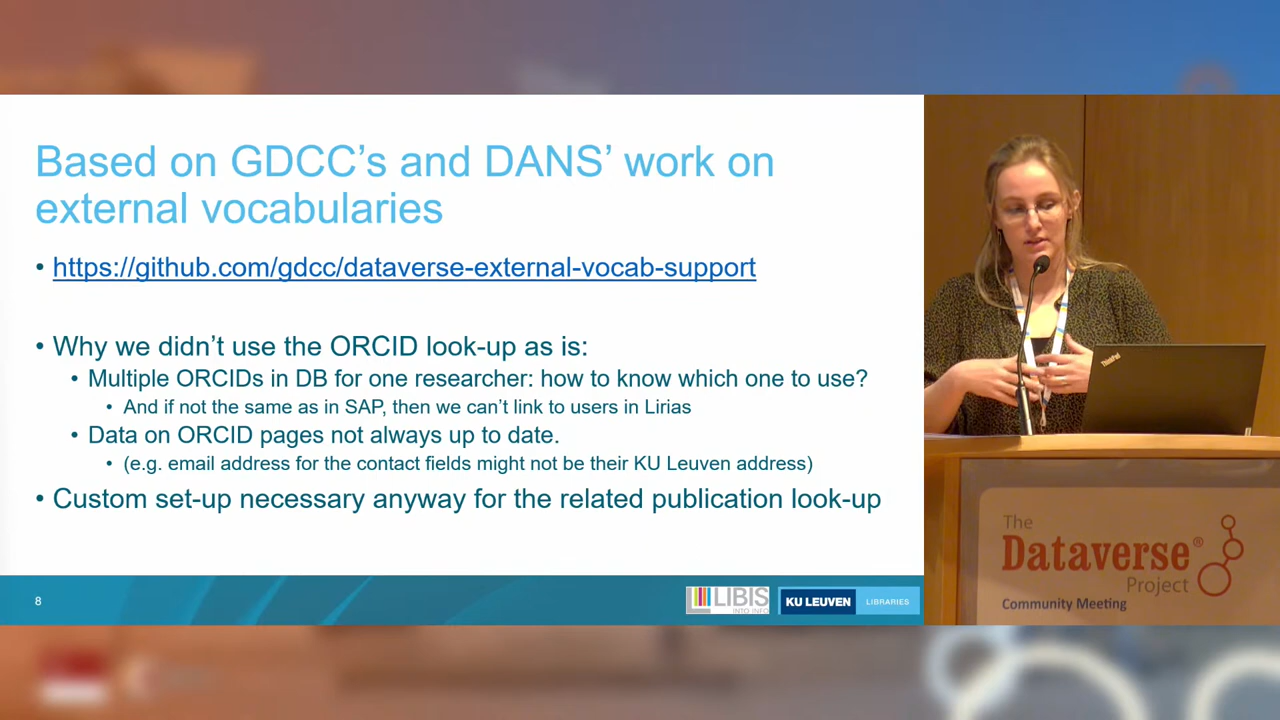 Based on GDCC's and DANS' work on
external vocabularies
• https://github.com/gdcc/dataverse-external-vocab-support
• Why we didn't use the ORCID look-up as is:
• Multiple ORCIDs in DB for one researcher: how to know which one to use?
• And if not the same as in SAP, then we can't link to users in Lirias
• Data on ORCID pages not always up to date.
• (e.g. email address for the contact fields might not be their KU Leuven address)
• Custom set-up necessary anyway for the related publication look-up
8
LIBIS
INTO INFO
KU LEUVEN
LIBRARIES
ThinkPad
The
Dataverse®
Project
Community Meeting